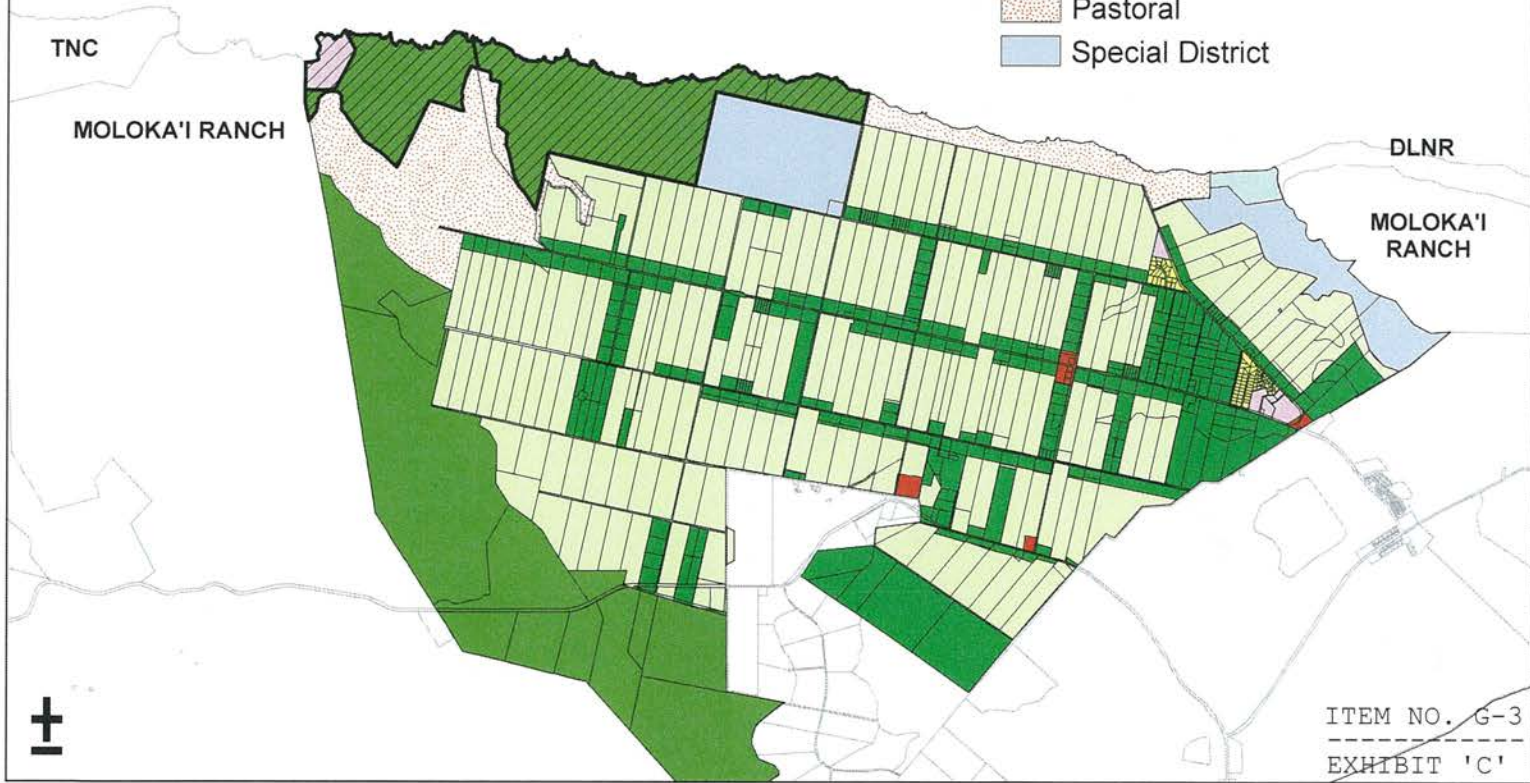 Pastoral
Special District
TNC
MOLOKA'I RANCH
DLNR
MOLOKA'I
RANCH
ITEM NO. G-3
EXHIBIT 'C'